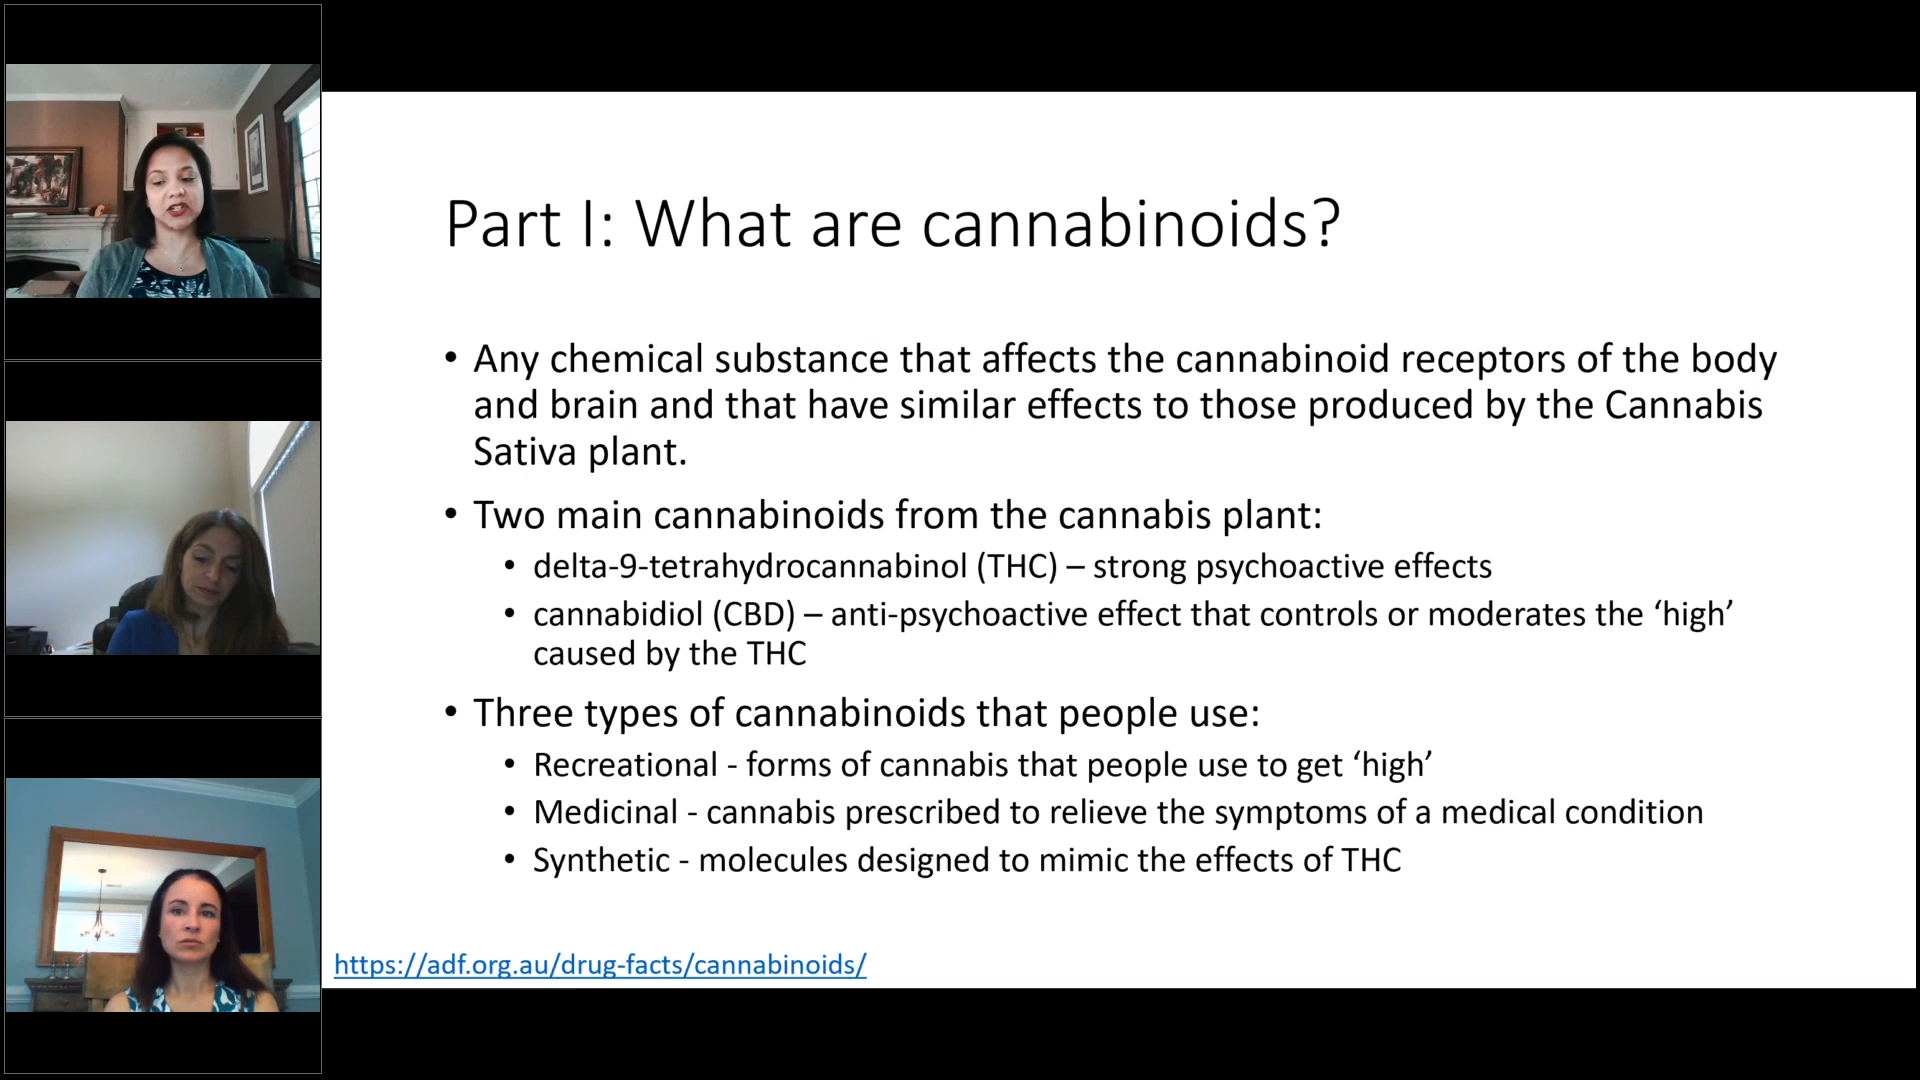 Part I: What are cannabinoids?
• Any chemical substance that affects the cannabinoid receptors of the body
and brain and that have similar effects to those produced by the Cannabis
Sativa plant.
• Two main cannabinoids from the cannabis plant:
• delta-9-tetrahydrocannabinol (THC) – strong psychoactive effects
• cannabidiol (CBD) – anti-psychoactive effect that controls or moderates the ‘high’
caused by the THC
• Three types of cannabinoids that people use:
• Recreational - forms of cannabis that people use to get ‘high’
• Medicinal - cannabis prescribed to relieve the symptoms of a medical condition
• Synthetic - molecules designed to mimic the effects of THC
https://adf.org.au/drug-facts/cannabinoids/